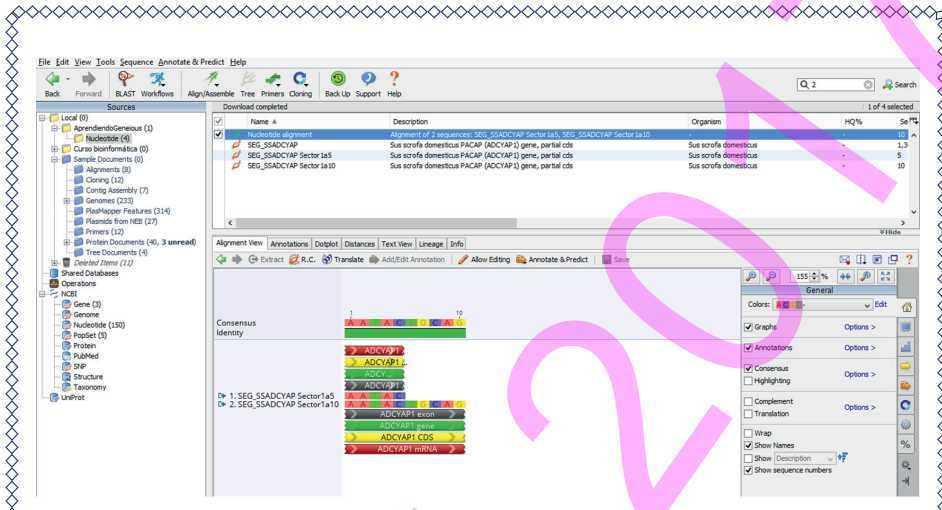 File Edit View Tools Sequence Annotate & Predict Help
Back Forward BLAST Workflows Align/Assemble Tree Primers Cloning Back Up Support Help
2 Search
Sources
Local (0)
AprendiendoGeneious (1)
Nucleotide (4)
Curso bioinformática (0)
Sample Documents (0)
Alignments (8)
Cloning (12)
Contig Assembly (7)
Genomes (233)
PlasMapper Features (314)
Plasmids from NEB (27)
Primers (12)
Protein Documents (40, 3 unread)
Tree Documents (4)
Deleted Items (11)
Shared Databases
Operations
NCBI
Gene (3)
Genome
Nucleotide (150)
PopSet (5)
Protein
PubMed
SNP
Structure
Taxonomy
UniProt
Download completed 1 of 4 selected
Name Description Organism HQ% Se
Nucleotide alignment Alignment of 2 sequences: SEG_SSADCYAP Sector1a5, SEG_SSADCYAP Sector1a10 - - 10
SEG_SSADCYAP Sus scrofa domesticus PACAP (ADCYAP1) gene, partial cds Sus scrofa domesticus - 1,3
SEG_SSADCYAP Sector1a5 Sus scrofa domesticus PACAP (ADCYAP1) gene, partial cds Sus scrofa domesticus - 5
SEG_SSADCYAP Sector1a10 Sus scrofa domesticus PACAP (ADCYAP1) gene, partial cds Sus scrofa domesticus - 10
Hide
Alignment View Annotations Dotplot Distances Text View Lineage Info
Extract R.C. Translate Add/Edit Annotation Allow Editing Annotate & Predict Save
1 10
Consensus A A T A C T G C A G
Identity
ADCYAP1
ADCYAP1 ...
ADCY...
ADCYAP1
1. SEG_SSADCYAP Sector1a5 A A T A C
2. SEG_SSADCYAP Sector1a10 A A T A C T G C A G
ADCYAP1 exon
ADCYAP1 gene
ADCYAP1 CDS
ADCYAP1 mRNA
155 %
General
Colors: A C G T - Edit
Graphs Options >
Annotations Options >
Consensus
Highlighting Options >
Complement
Translation Options >
Wrap
Show Names
Show Description
Show sequence numbers